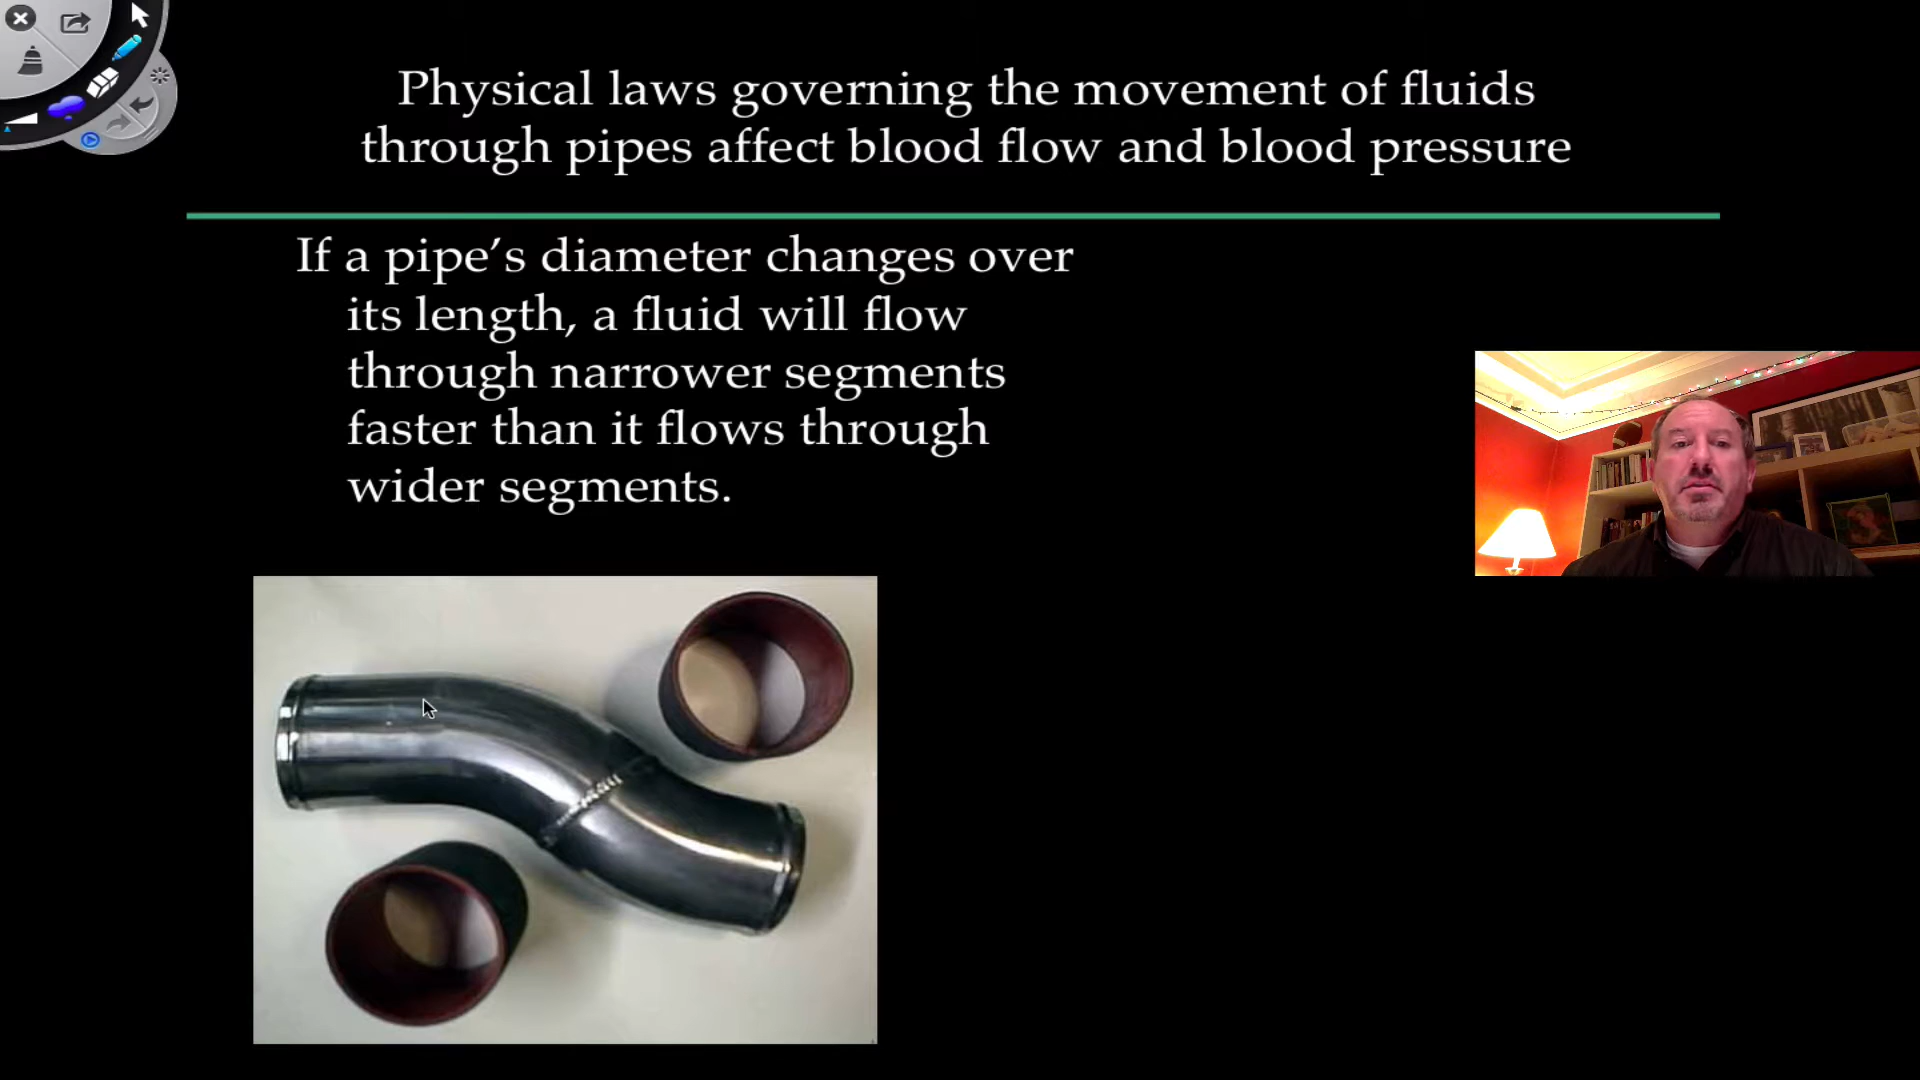 Physical laws governing the movement of fluids
through pipes affect blood flow and blood pressure
If a pipe’s diameter changes over
its length, a fluid will flow
through narrower segments
faster than it flows through
wider segments.